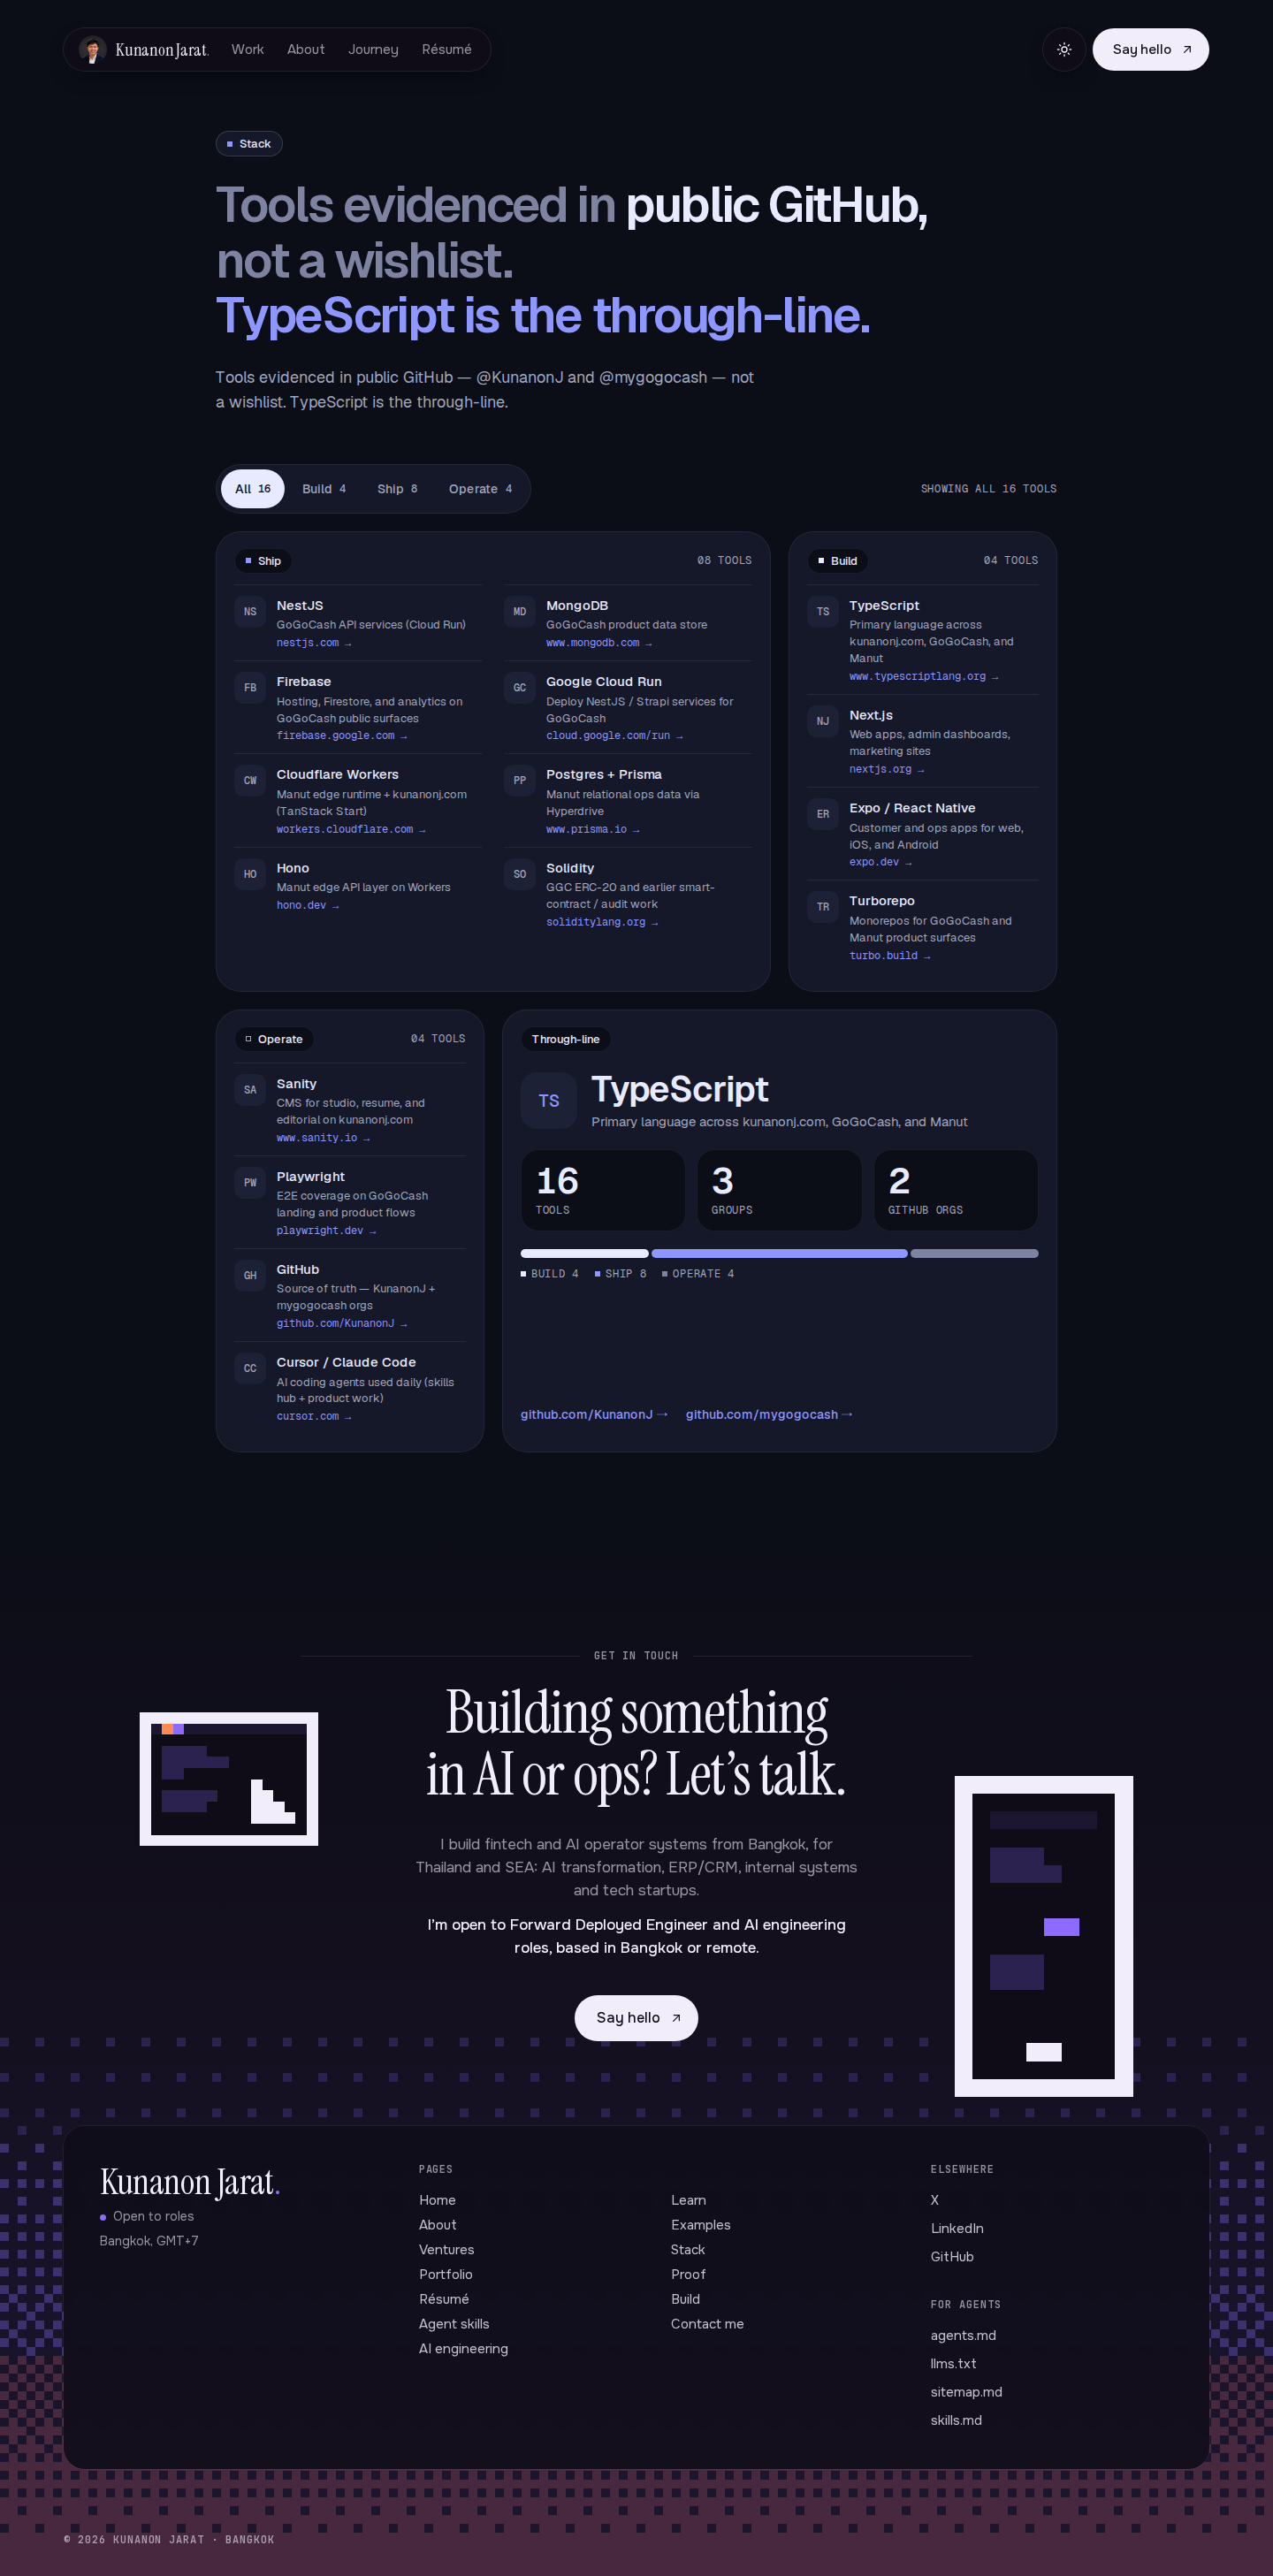 Kunanon Jarat. Work About Journey Résumé
Say hello
Stack
Tools evidenced in public GitHub,
not a wishlist.
TypeScript is the through-line.
Tools evidenced in public GitHub — @KunanonJ and @mygogocash — not
a wishlist. TypeScript is the through-line.
All 16 Build 4 Ship 8 Operate 4
SHOWING ALL 16 TOOLS
Ship
08 TOOLS
NS
NestJS
GoGoCash API services (Cloud Run)
nestjs.com →
FB
Firebase
Hosting, Firestore, and analytics on
GoGoCash public surfaces
firebase.google.com →
CW
Cloudflare Workers
Manut edge runtime + kunanonj.com
(TanStack Start)
workers.cloudflare.com →
HO
Hono
Manut edge API layer on Workers
hono.dev →
MD
MongoDB
GoGoCash product data store
www.mongodb.com →
GC
Google Cloud Run
Deploy NestJS / Strapi services for
GoGoCash
cloud.google.com/run →
PP
Postgres + Prisma
Manut relational ops data via
Hyperdrive
www.prisma.io →
SO
Solidity
GGC ERC-20 and earlier smart-
contract / audit work
soliditylang.org →
Build
04 TOOLS
TS
TypeScript
Primary language across
kunanonj.com, GoGoCash, and
Manut
www.typescriptlang.org →
NJ
Next.js
Web apps, admin dashboards,
marketing sites
nextjs.org →
ER
Expo / React Native
Customer and ops apps for web,
iOS, and Android
expo.dev →
TR
Turborepo
Monorepos for GoGoCash and
Manut product surfaces
turbo.build →
Operate
04 TOOLS
SA
Sanity
CMS for studio, resume, and
editorial on kunanonj.com
www.sanity.io →
PW
Playwright
E2E coverage on GoGoCash
landing and product flows
playwright.dev →
GH
GitHub
Source of truth — KunanonJ +
mygogocash orgs
github.com/KunanonJ →
CC
Cursor / Claude Code
AI coding agents used daily (skills
hub + product work)
cursor.com →
Through-line
TS
TypeScript
Primary language across kunanonj.com, GoGoCash, and Manut
16
TOOLS
3
GROUPS
2
GITHUB ORGS
BUILD 4 SHIP 8 OPERATE 4
github.com/KunanonJ → github.com/mygogocash →
GET IN TOUCH
Building something
in AI or ops? Let’s talk.
I build fintech and AI operator systems from Bangkok, for
Thailand and SEA: AI transformation, ERP/CRM, internal systems
and tech startups.
I’m open to Forward Deployed Engineer and AI engineering
roles, based in Bangkok or remote.
Say hello
Kunanon Jarat.
Open to roles
Bangkok, GMT+7
PAGES
Home
About
Ventures
Portfolio
Résumé
Agent skills
AI engineering
Learn
Examples
Stack
Proof
Build
Contact me
ELSEWHERE
X
LinkedIn
GitHub
FOR AGENTS
agents.md
llms.txt
sitemap.md
skills.md
© 2026 KUNANON JARAT · BANGKOK